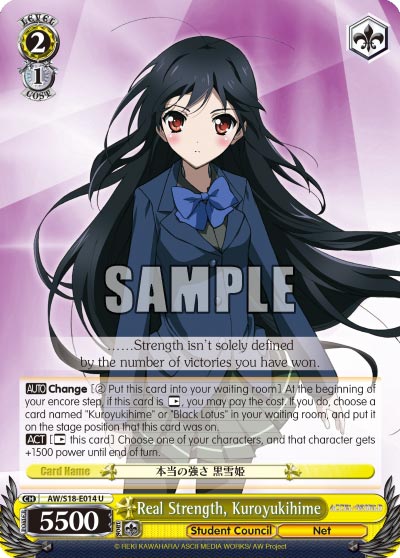 LEVEL
2
1
COST
SAMPLE
……Strength isn't solely defined
by the number of victories you have won.
AUTO Change [② Put this card into your waiting room] At the beginning
of your encore step, if this card is , you may pay the cost. If you do, choose a
card named "Kuroyukihime" or "Black Lotus" in your waiting room, and put it
on the stage position that this card was on.
ACT [ this card] Choose one of your characters, and that character gets
+1500 power until end of turn.
Card Name 本当の強さ 黒雪姫
CH AW/S18-E014 U
Real Strength, Kuroyukihime
ACCEL WORLD
POWER
5500
SOUL
Student Council Net
© REKI KAWAHARA/ ASCII MEDIA WORKS/ AW Project